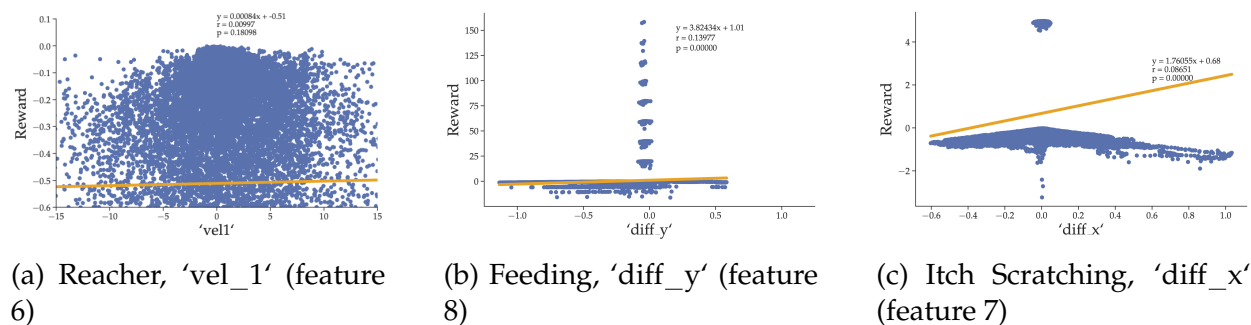 y = 0.00084x + -0.51
r = 0.00997
p = 0.18098
0.1
0.0
−0.1
−0.2
−0.3
−0.4
−0.5
−0.6
Reward
−15
−10
−5
0
5
10
15
‘vel1‘
(a) Reacher, ‘vel_1‘ (feature
6)
y = 3.82434x + 1.01
r = 0.13977
p = 0.00000
150
125
100
75
50
25
0
Reward
−1.0
−0.5
0.0
0.5
1.0
‘diff_y‘
(b) Feeding, ‘diff_y‘ (feature
8)
y = 1.76055x + 0.68
r = 0.08651
p = 0.00000
4
2
0
−2
Reward
−0.6
−0.4
−0.2
0.0
0.2
0.4
0.6
0.8
1.0
‘diff_x‘
(c) Itch Scratching, ‘diff_x‘
(feature 7)